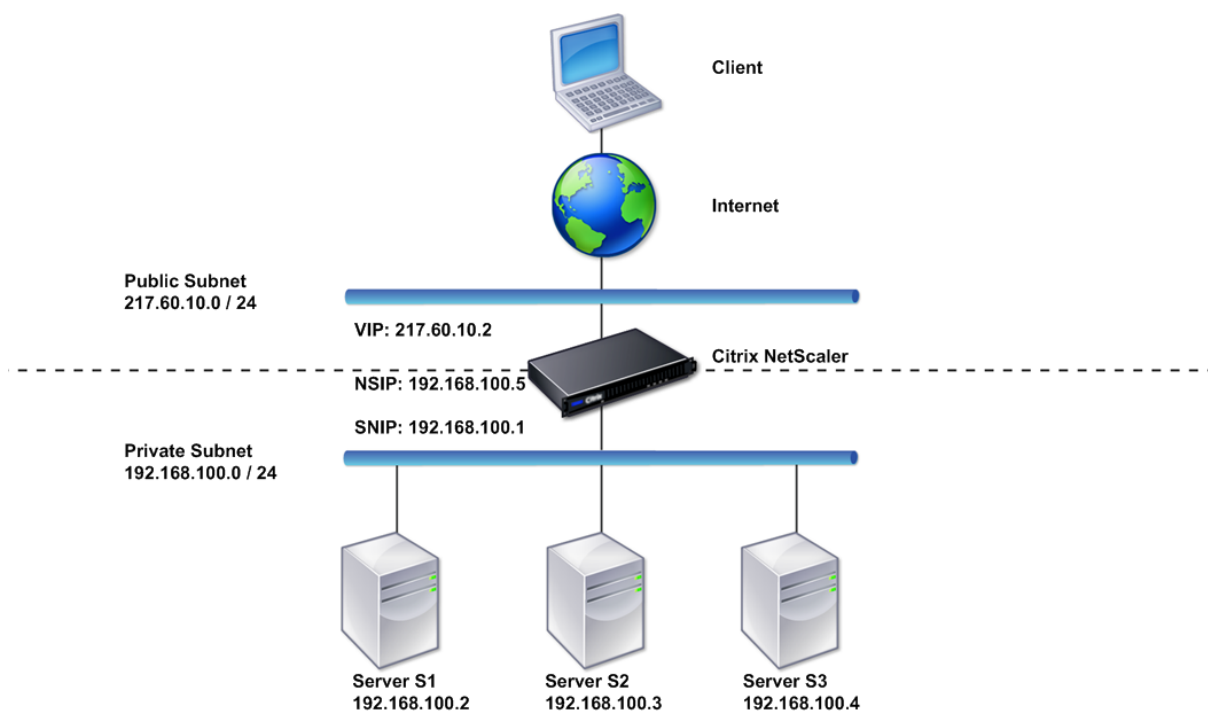 Client
Internet
Public Subnet
217.60.10.0 / 24
VIP: 217.60.10.2
Citrix NetScaler
NSIP: 192.168.100.5
SNIP: 192.168.100.1
Private Subnet
192.168.100.0 / 24
Server S1
192.168.100.2
Server S2
192.168.100.3
Server S3
192.168.100.4